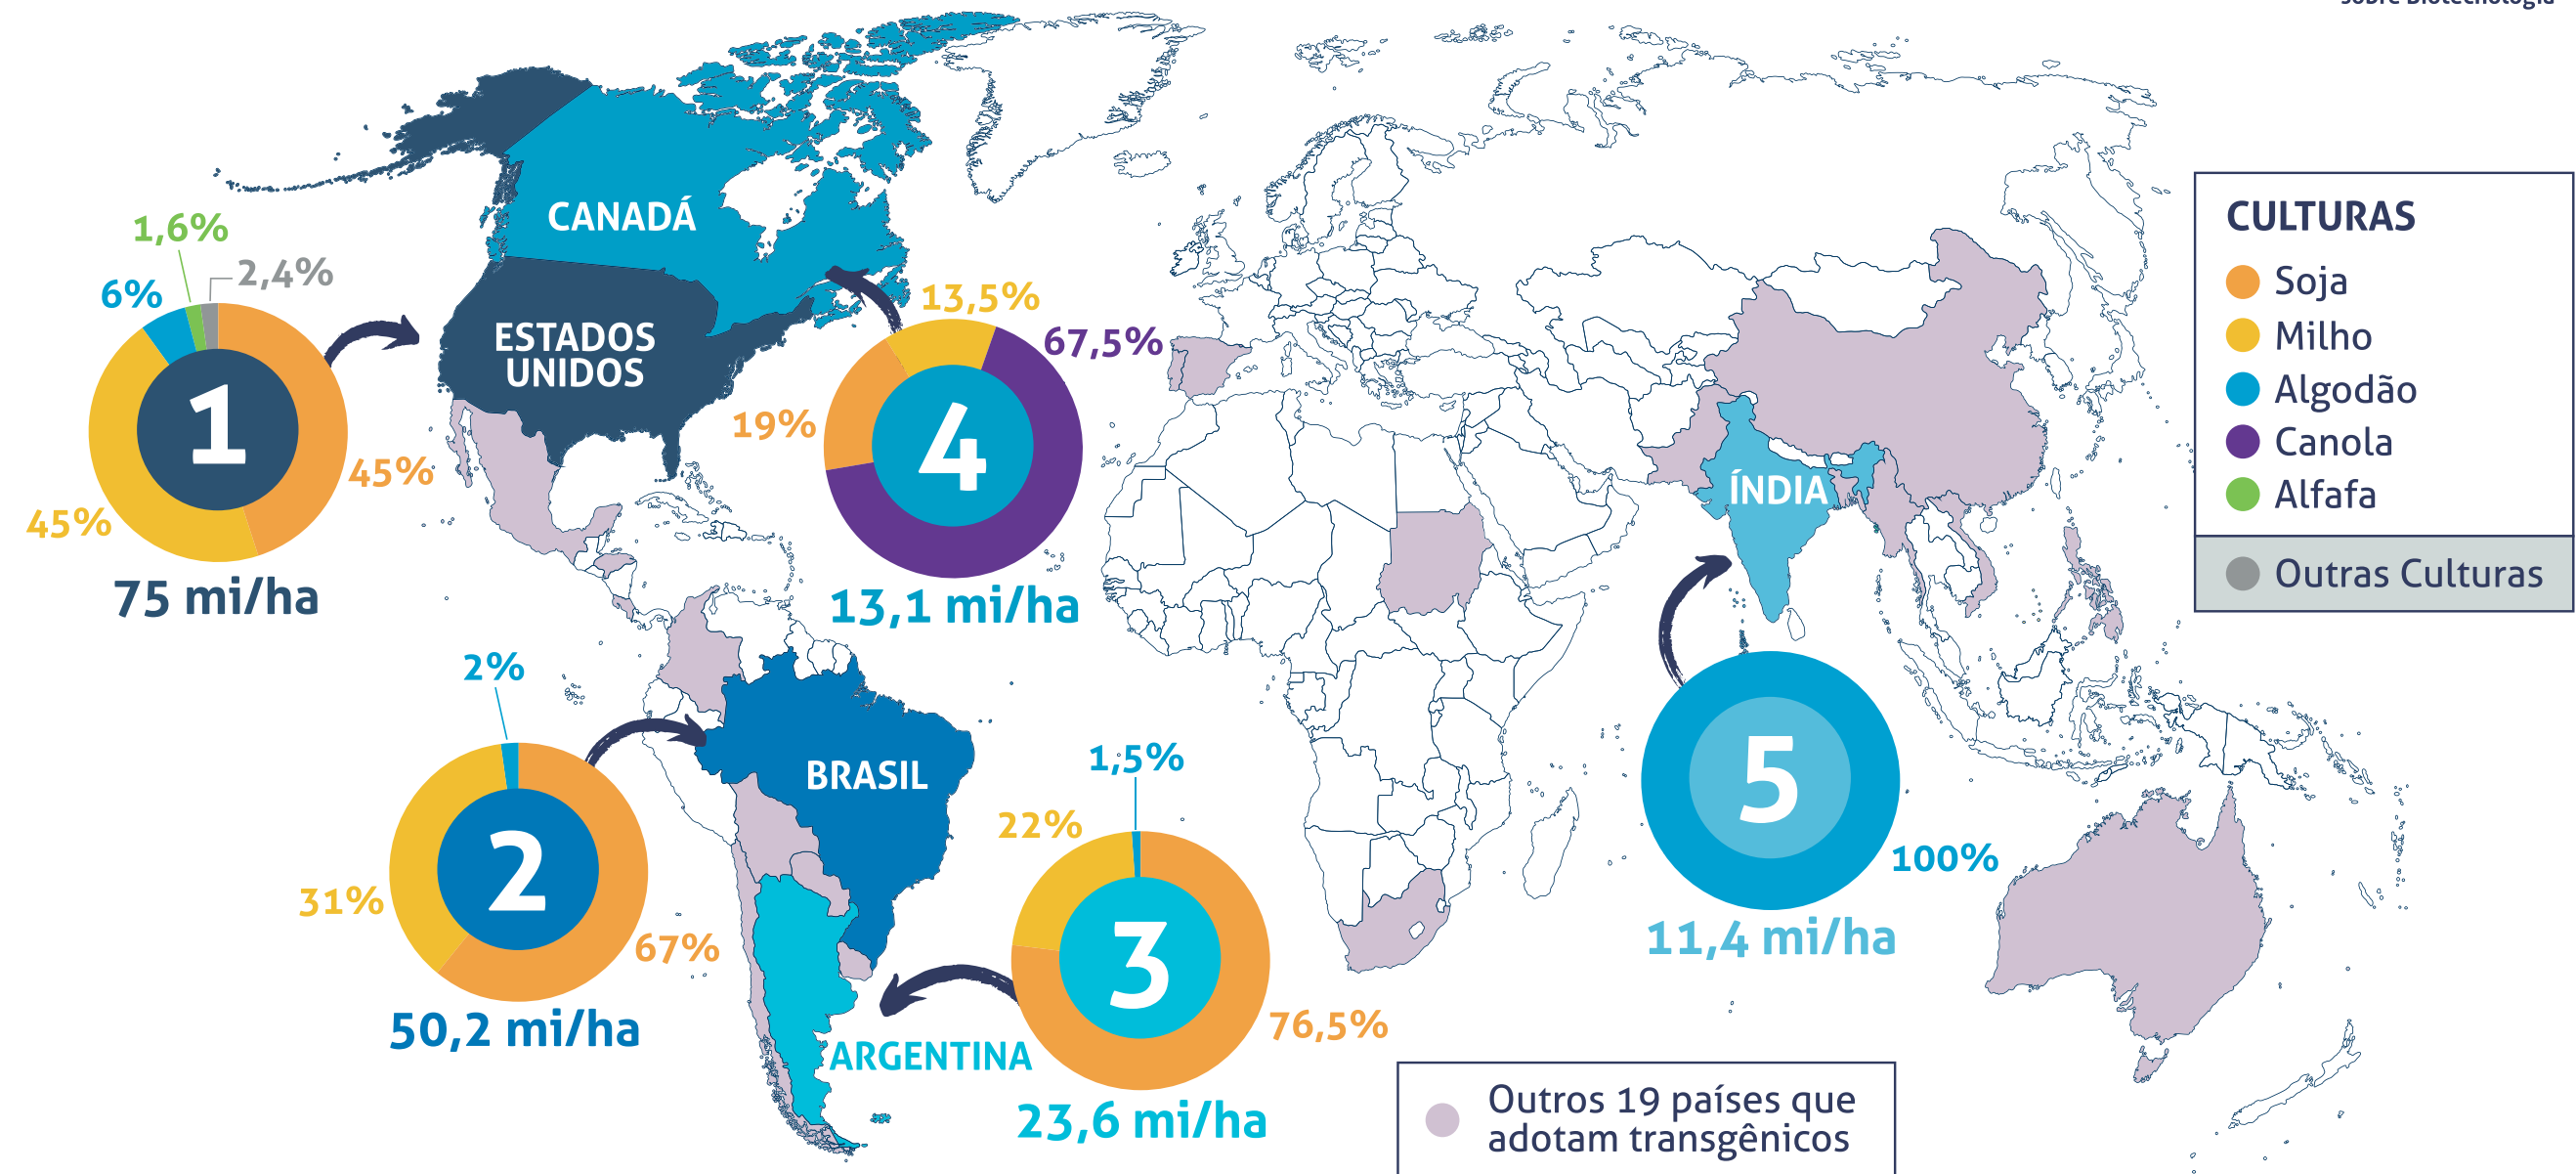 sobre Biotecnologia
CANADÁ
ESTADOS
UNIDOS
1,6%
2,4%
6%
1
45%
45%
75 mi/ha
13,5%
67,5%
19%
4
13,1 mi/ha
2%
BRASIL
2
31%
67%
50,2 mi/ha
1,5%
22%
3
76,5%
ARGENTINA
23,6 mi/ha
ÍNDIA
5
100%
11,4 mi/ha
CULTURAS
Soja
Milho
Algodão
Canola
Alfafa
Outras Culturas
Outros 19 países que
adotam transgênicos